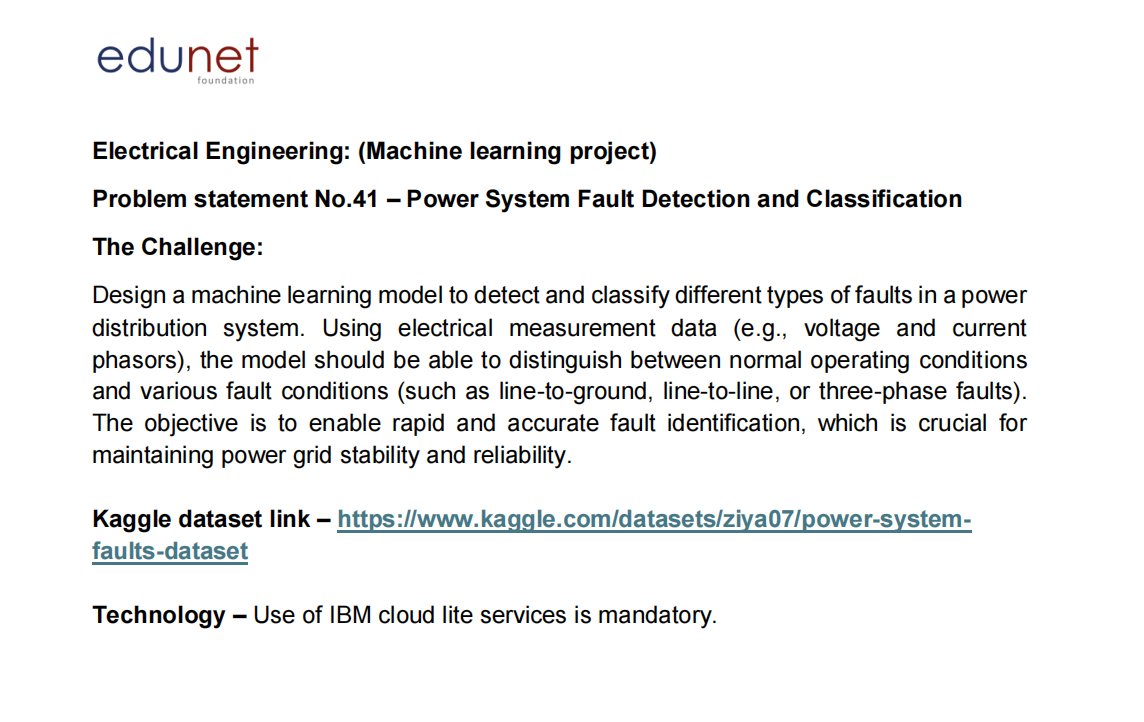 edunet
foundation
Electrical Engineering: (Machine learning project)
Problem statement No.41 – Power System Fault Detection and Classification
The Challenge:
Design a machine learning model to detect and classify different types of faults in a power
distribution system. Using electrical measurement data (e.g., voltage and current
phasors), the model should be able to distinguish between normal operating conditions
and various fault conditions (such as line-to-ground, line-to-line, or three-phase faults).
The objective is to enable rapid and accurate fault identification, which is crucial for
maintaining power grid stability and reliability.
Kaggle dataset link – https://www.kaggle.com/datasets/ziya07/power-system-
faults-dataset
Technology – Use of IBM cloud lite services is mandatory.